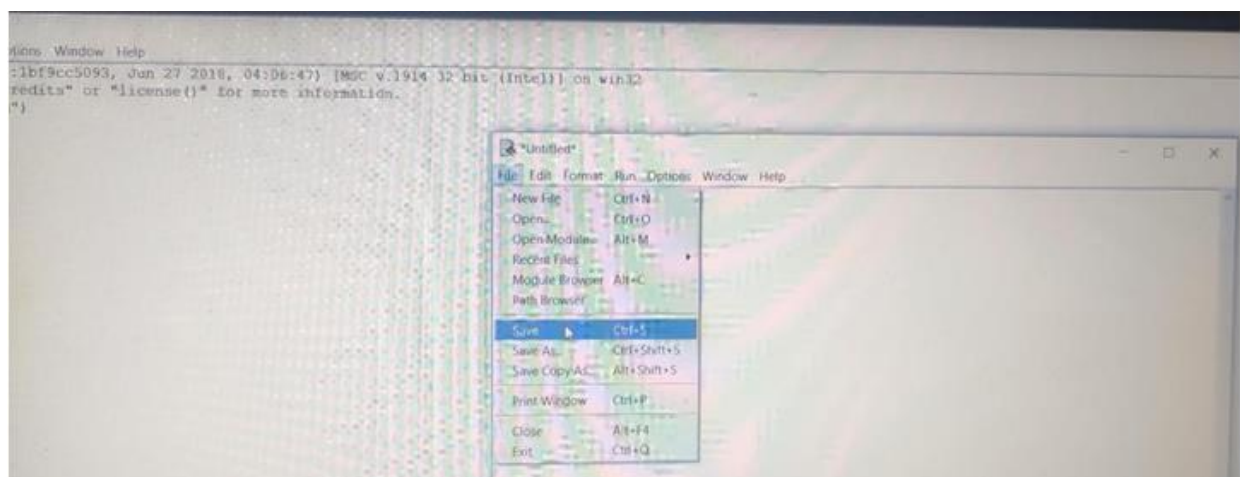 tions Window Help
:1bf9cc5093, Jun 27 2018, 04:06:47) [MSC v.1914 32 bit (Intel)] on win32
redits" or "license()" for more information.
")
*Untitled*
File Edit Format Run Options Window Help
New File Ctrl+N
Open... Ctrl+O
Open Module... Alt+M
Recent Files
Module Browser Alt+C
Path Browser
Save Ctrl+S
Save As... Ctrl+Shift+S
Save Copy As... Alt+Shift+S
Print Window Ctrl+P
Close Alt+F4
Exit Ctrl+Q